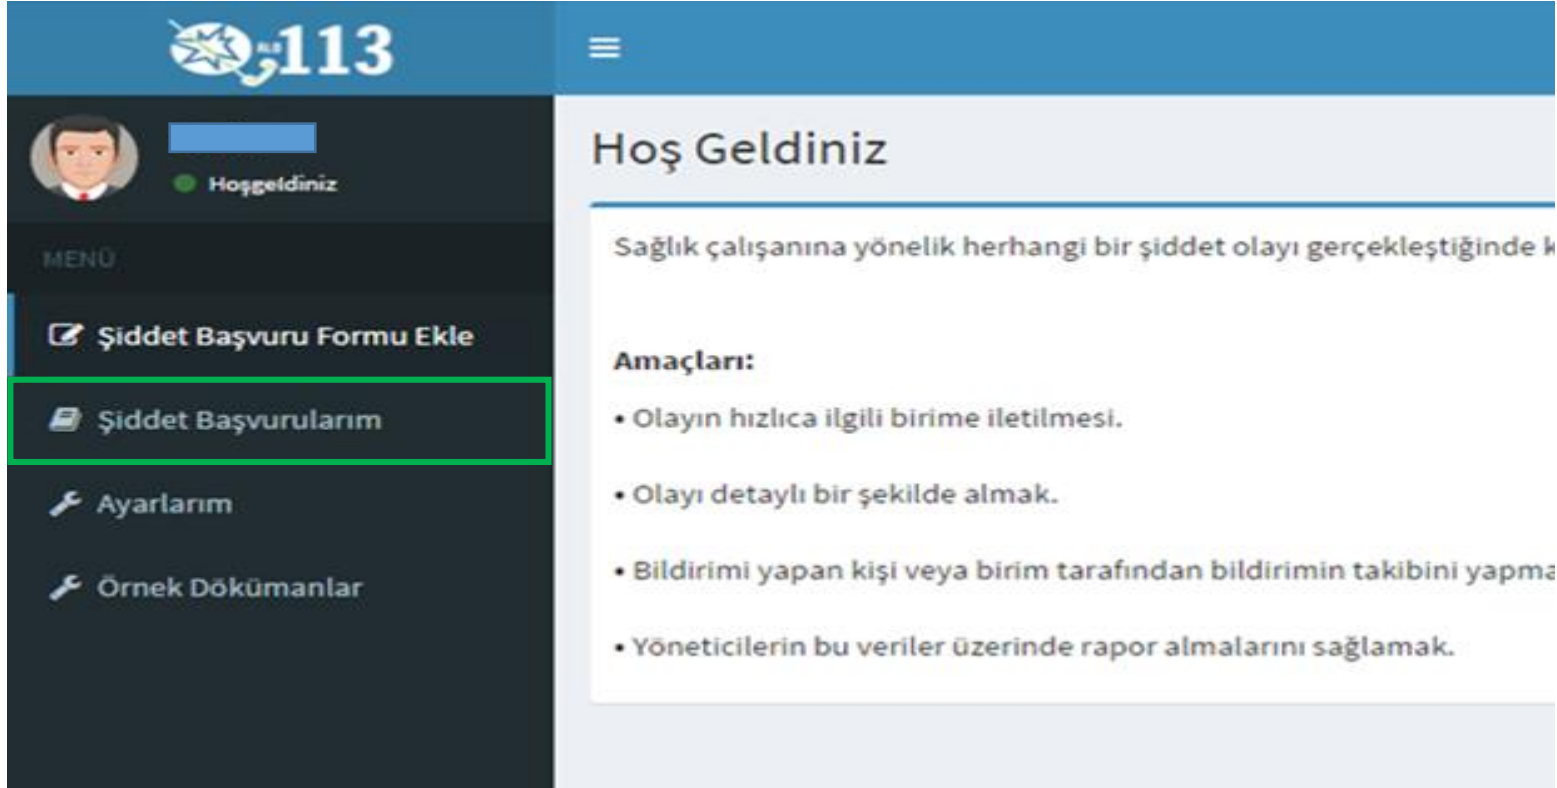 ALO
113
Hoşgeldiniz
MENÜ
Şiddet Başvuru Formu Ekle
Şiddet Başvurularım
Ayarlarım
Örnek Dökümanlar
Hoş Geldiniz
Sağlık çalışanına yönelik herhangi bir şiddet olayı gerçekleştiğinde k
Amaçları:
• Olayın hızlıca ilgili birime iletilmesi.
• Olayı detaylı bir şekilde almak.
• Bildirimi yapan kişi veya birim tarafından bildirimin takibini yapma
• Yöneticilerin bu veriler üzerinde rapor almalarını sağlamak.